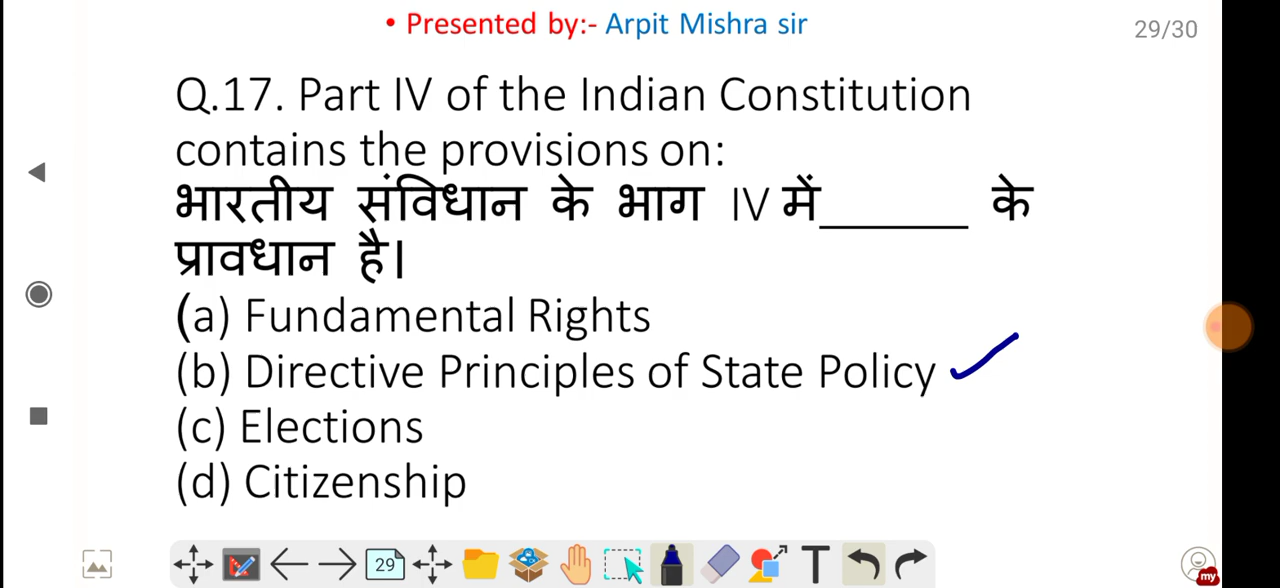 • Presented by:- Arpit Mishra sir
29/30
Q.17. Part IV of the Indian Constitution
contains the provisions on:
भारतीय संविधान के भाग IV में______ के
प्रावधान है।
(a) Fundamental Rights
(b) Directive Principles of State Policy
(c) Elections
(d) Citizenship
29
T
my